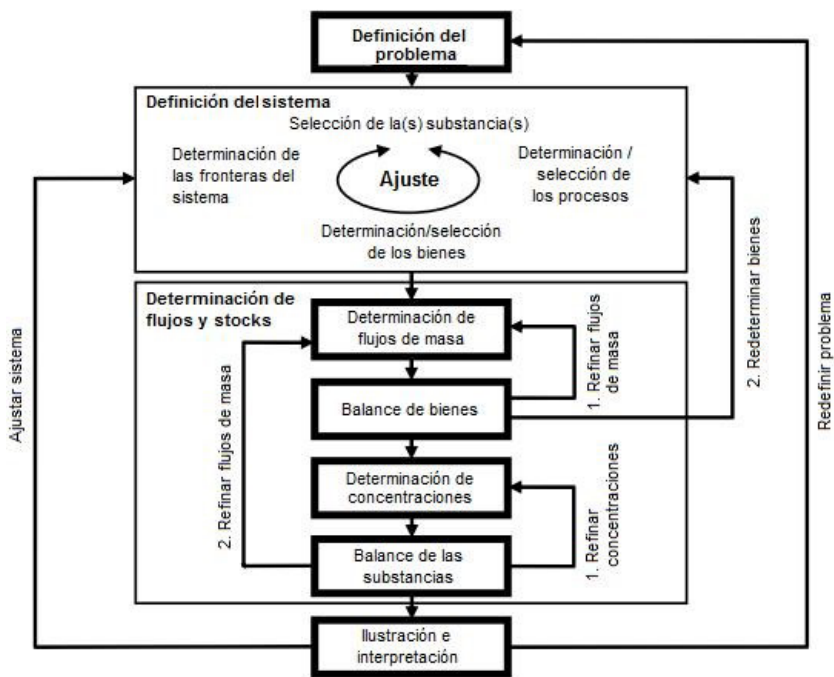 Definición del
problema
Definición del sistema
Selección de la(s) substancia(s)
Determinación de
las fronteras del
sistema
Ajuste
Determinación /
selección de
los procesos
Determinación/selección
de los bienes
Determinación de
flujos y stocks
Determinación de
flujos de masa
Balance de bienes
Determinación de
concentraciones
Balance de las
substancias
Ilustración e
interpretación
Ajustar sistema
2. Refinar flujos de masa
1. Refinar flujos
de masa
1. Refinar
concentraciones
2. Redeterminar bienes
Redefinir problema